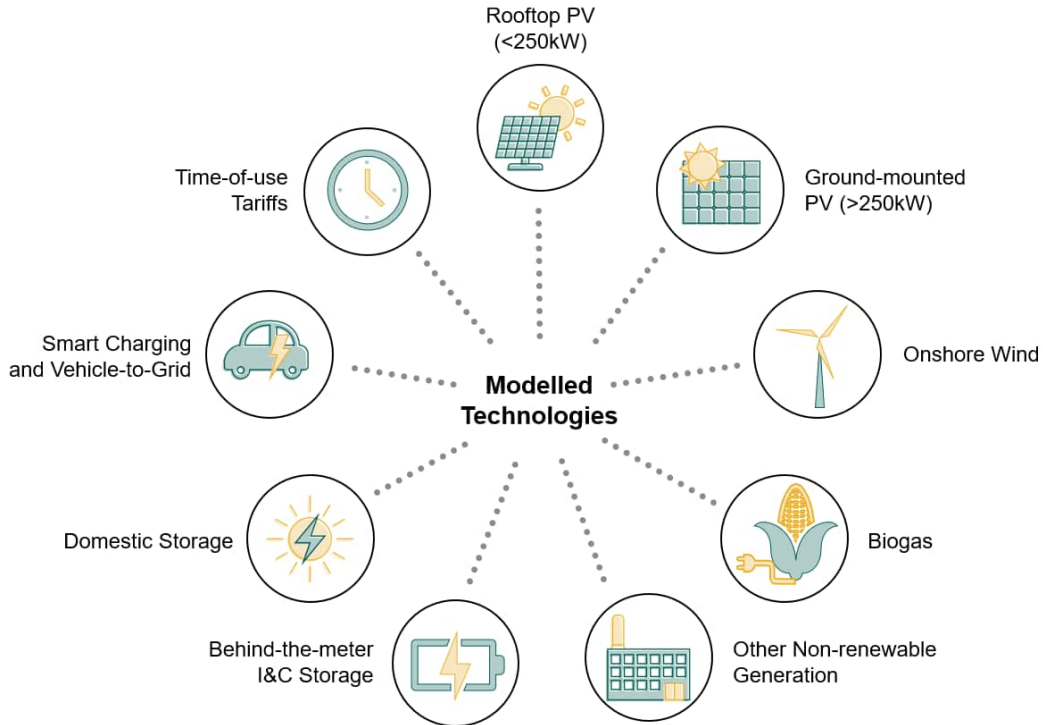 Rooftop PV
(<250kW)
Time-of-use
Tariffs
Ground-mounted
PV (>250kW)
Smart Charging
and Vehicle-to-Grid
Onshore Wind
Modelled
Technologies
Domestic Storage
Biogas
Behind-the-meter
I&C Storage
Other Non-renewable
Generation